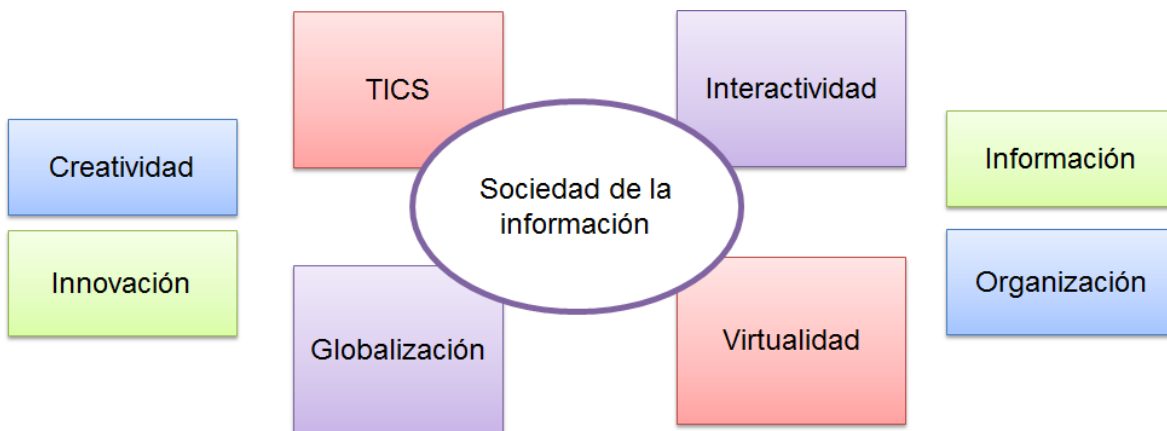 TICS
Interactividad
Creatividad
Información
Sociedad de la
información
Innovación
Organización
Globalización
Virtualidad